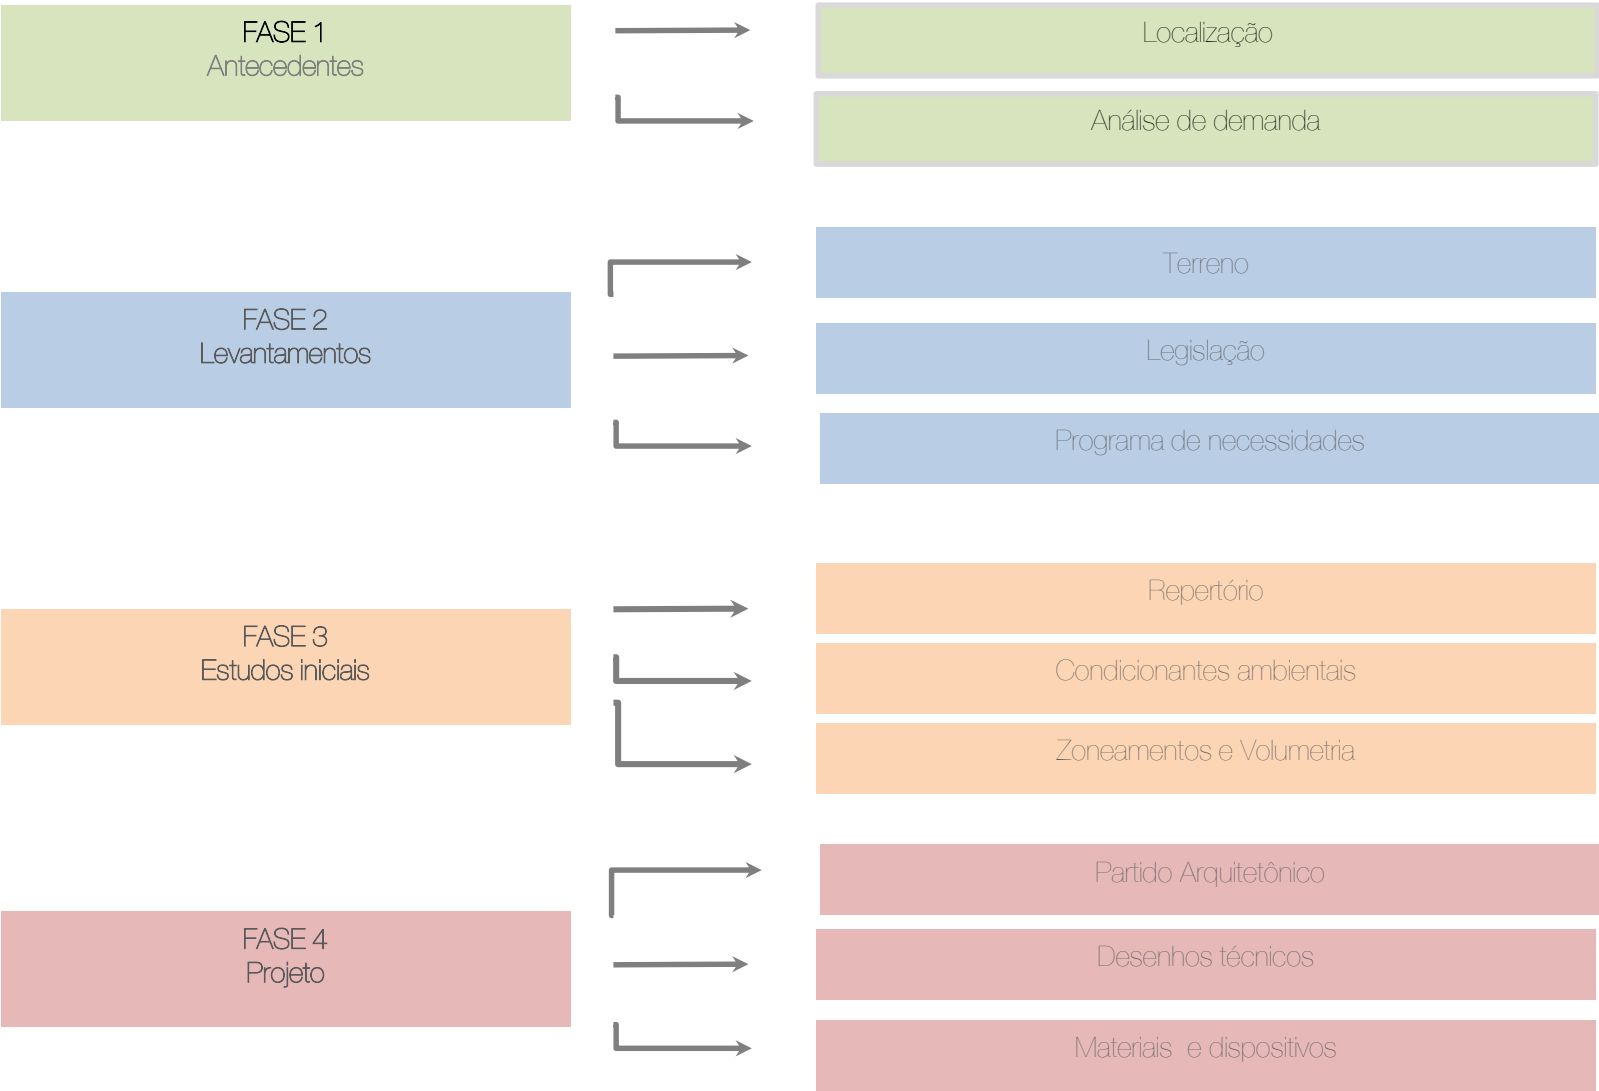 FASE 1
Antecedentes
Localização
Análise de demanda
FASE 2
Levantamentos
Terreno
Legislação
Programa de necessidades
FASE 3
Estudos iniciais
Repertório
Condicionantes ambientais
Zoneamentos e Volumetria
FASE 4
Projeto
Partido Arquitetônico
Desenhos técnicos
Materiais e dispositivos